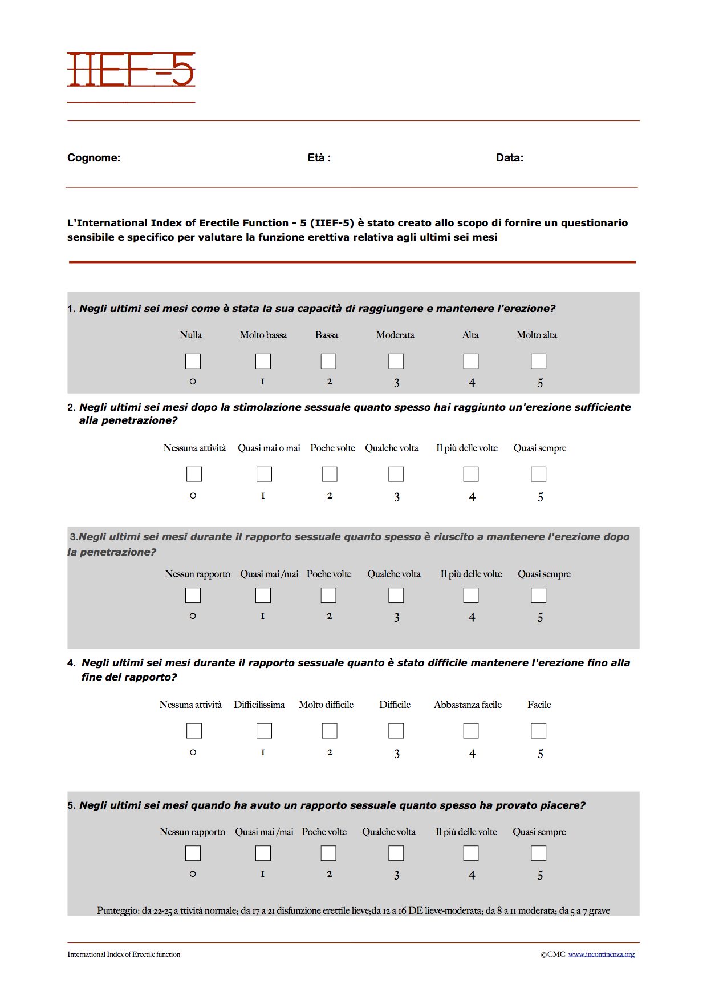 IIEF-5
Cognome: Età : Data:
L'International Index of Erectile Function - 5 (IIEF-5) è stato creato allo scopo di fornire un questionario
sensibile e specifico per valutare la funzione erettiva relativa agli ultimi sei mesi
1. Negli ultimi sei mesi come è stata la sua capacità di raggiungere e mantenere l'erezione?
Nulla Molto bassa Bassa Moderata Alta Molto alta
0 1 2 3 4 5
2. Negli ultimi sei mesi dopo la stimolazione sessuale quanto spesso hai raggiunto un'erezione sufficiente
alla penetrazione?
Nessuna attività Quasi mai o mai Poche volte Qualche volta Il più delle volte Quasi sempre
0 1 2 3 4 5
3.Negli ultimi sei mesi durante il rapporto sessuale quanto spesso è riuscito a mantenere l'erezione dopo
la penetrazione?
Nessun rapporto Quasi mai /mai Poche volte Qualche volta Il più delle volte Quasi sempre
0 1 2 3 4 5
4. Negli ultimi sei mesi durante il rapporto sessuale quanto è stato difficile mantenere l'erezione fino alla
fine del rapporto?
Nessuna attività Difficilissima Molto difficile Difficile Abbastanza facile Facile
0 1 2 3 4 5
5. Negli ultimi sei mesi quando ha avuto un rapporto sessuale quanto spesso ha provato piacere?
Nessun rapporto Quasi mai /mai Poche volte Qualche volta Il più delle volte Quasi sempre
0 1 2 3 4 5
Punteggio: da 22-25 a ttività normale; da 17 a 21 disfunzione erettile lieve;da 12 a 16 DE lieve-moderata; da 8 a 11 moderata; da 5 a 7 grave
International Index of Erectile function ©CMC www.incontinenza.org